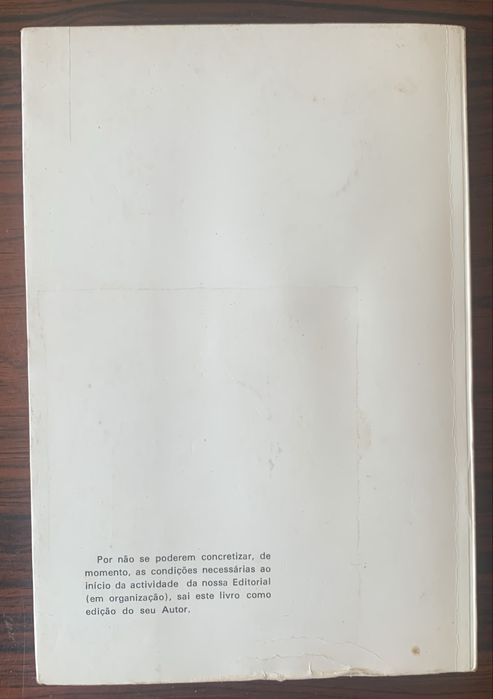 Por não se poderem concretizar, de
momento, as condições necessárias ao
início da actividade da nossa Editorial
(em organização), sai este livro como
edição do seu Autor.